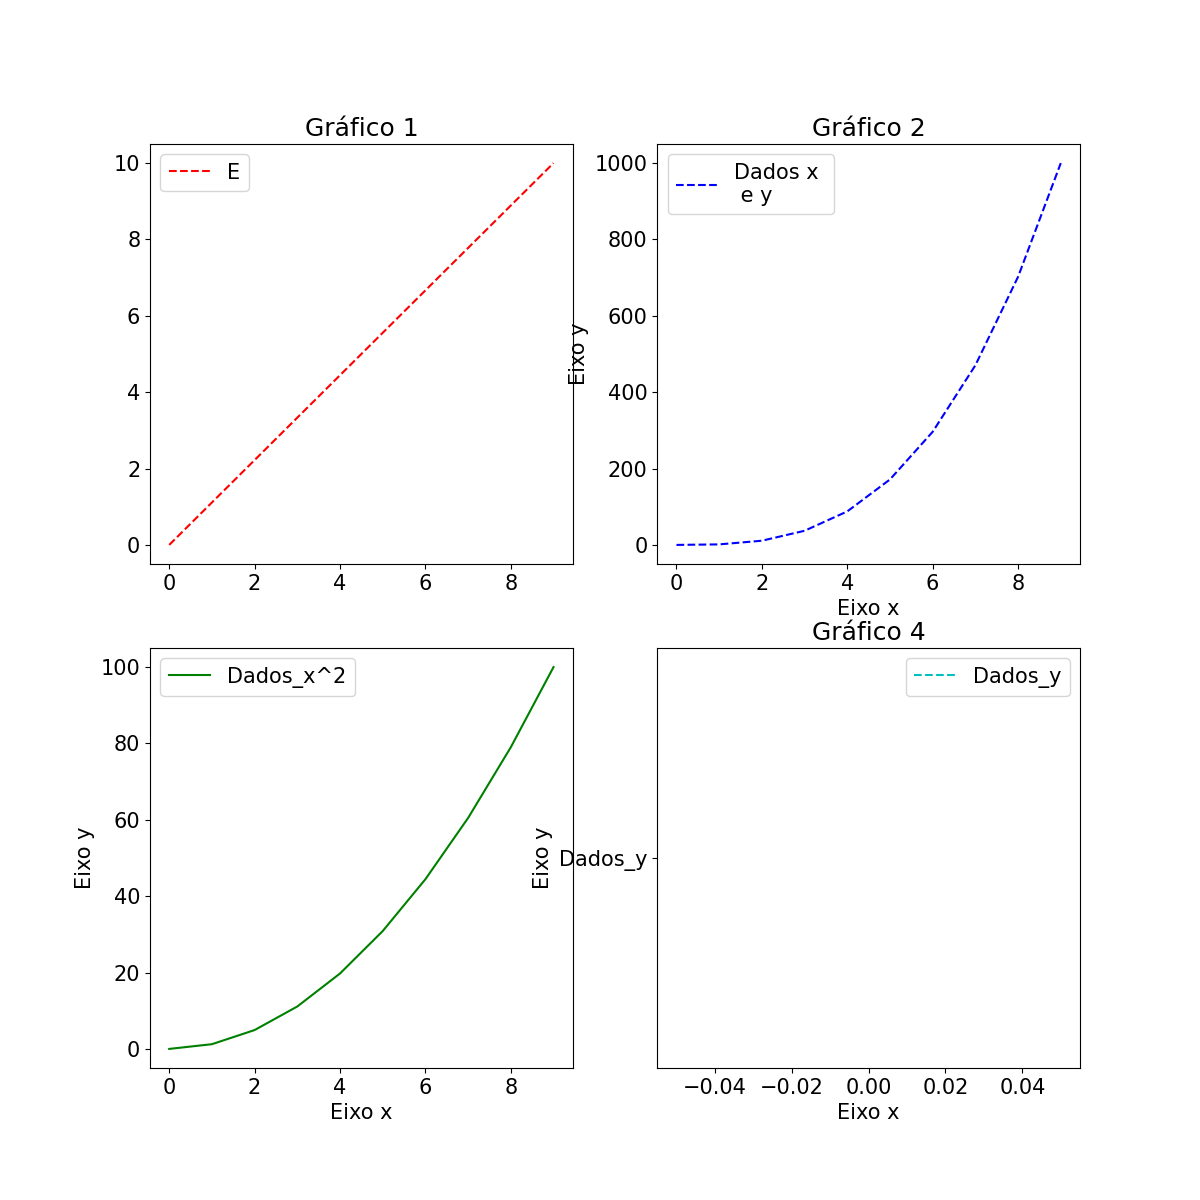 Gráfico 1
E
10
8
6
4
2
0
0 2 4 6 8
Gráfico 2
Dados x
e y
1000
800
600
400
200
0
Eixo y
0 2 4 6 8
Eixo x
Dados_x^2
100
80
60
40
20
0
Eixo y
0 2 4 6 8
Eixo x
Gráfico 4
Dados_y
Eixo y
Dados_y
−0.04 −0.02 0.00 0.02 0.04
Eixo x